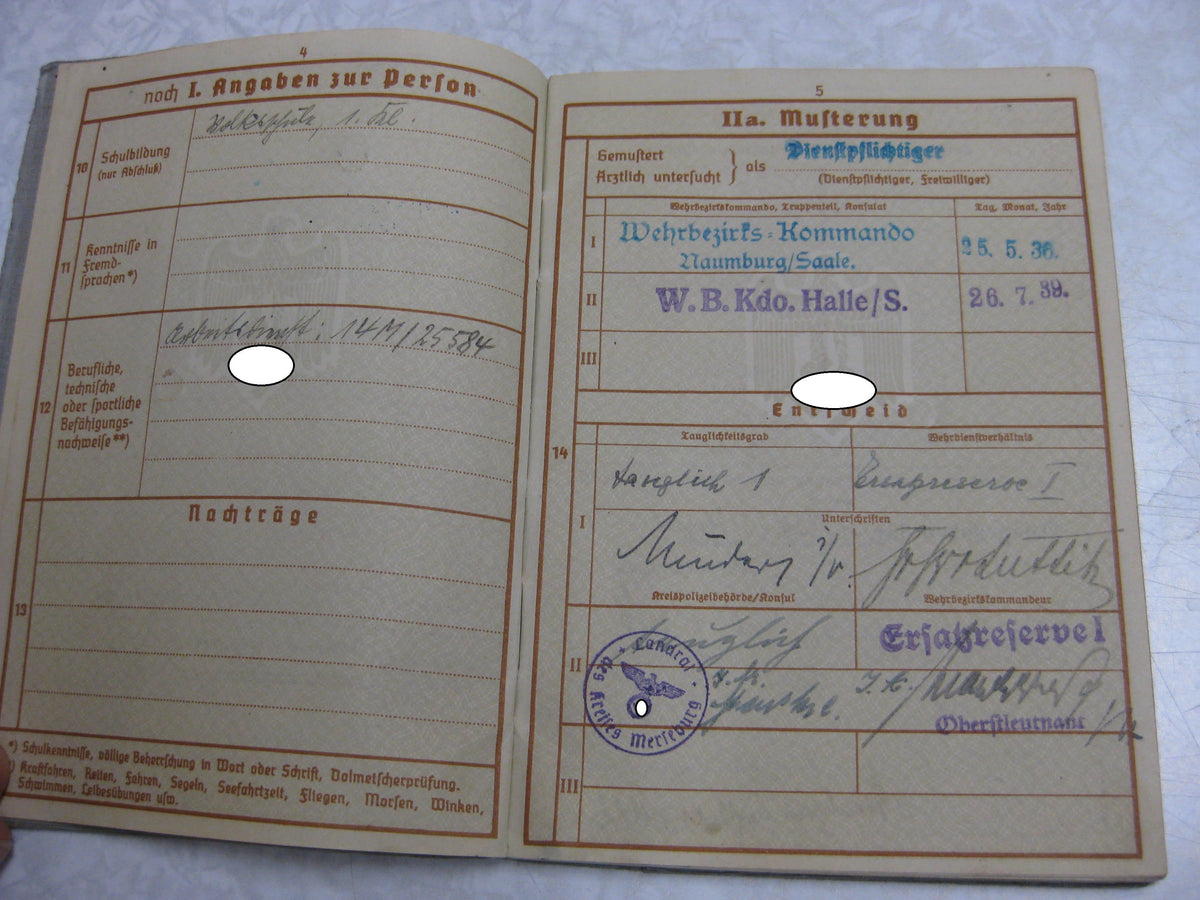 4
noch I. Angaben zur Person
10
Schulbildung
(nur Abschluß)
Volksschule, 1. Kl.
11
Kenntnisse in
Fremd-
sprachen*)
12
Berufliche,
technische
oder sportliche
Befähigungs-
nachweise**)
Arbeitsdienst: 14M/25584
Nachträge
13
*) Schulkenntnisse, völlige Beherrschung in Wort oder Schrift, Dolmetscherprüfung.
*) Kraftfahren, Reiten, Fahren, Segeln, Seefahrtzeit, Fliegen, Morsen, Winken,
Schwimmen, Leibesübungen usw.
5
IIa. Musterung
Gemustert
Ärztlich untersucht } als Dienstpflichtiger
(Dienstpflichtiger, Freiwilliger)
Wehrbezirkskommando, Truppenteil, Konsulat
Tag, Monat, Jahr
I Wehrbezirks-Kommando
Naumburg/Saale.
25. 5. 36.
II W.B.Kdo. Halle/S. 26. 7. 39.
III
Entscheid
14
Tauglichkeitsgrad Wehrdienstverhältnis
I
tauglich 1 Ersatzreserve I
Unterschriften
Kreispolizeibehörde/Konsul Wehrbezirkskommandeur
II
tauglich Ersatzreserve I
Landrat
des Kreises Merseburg
Oberstleutnant
III